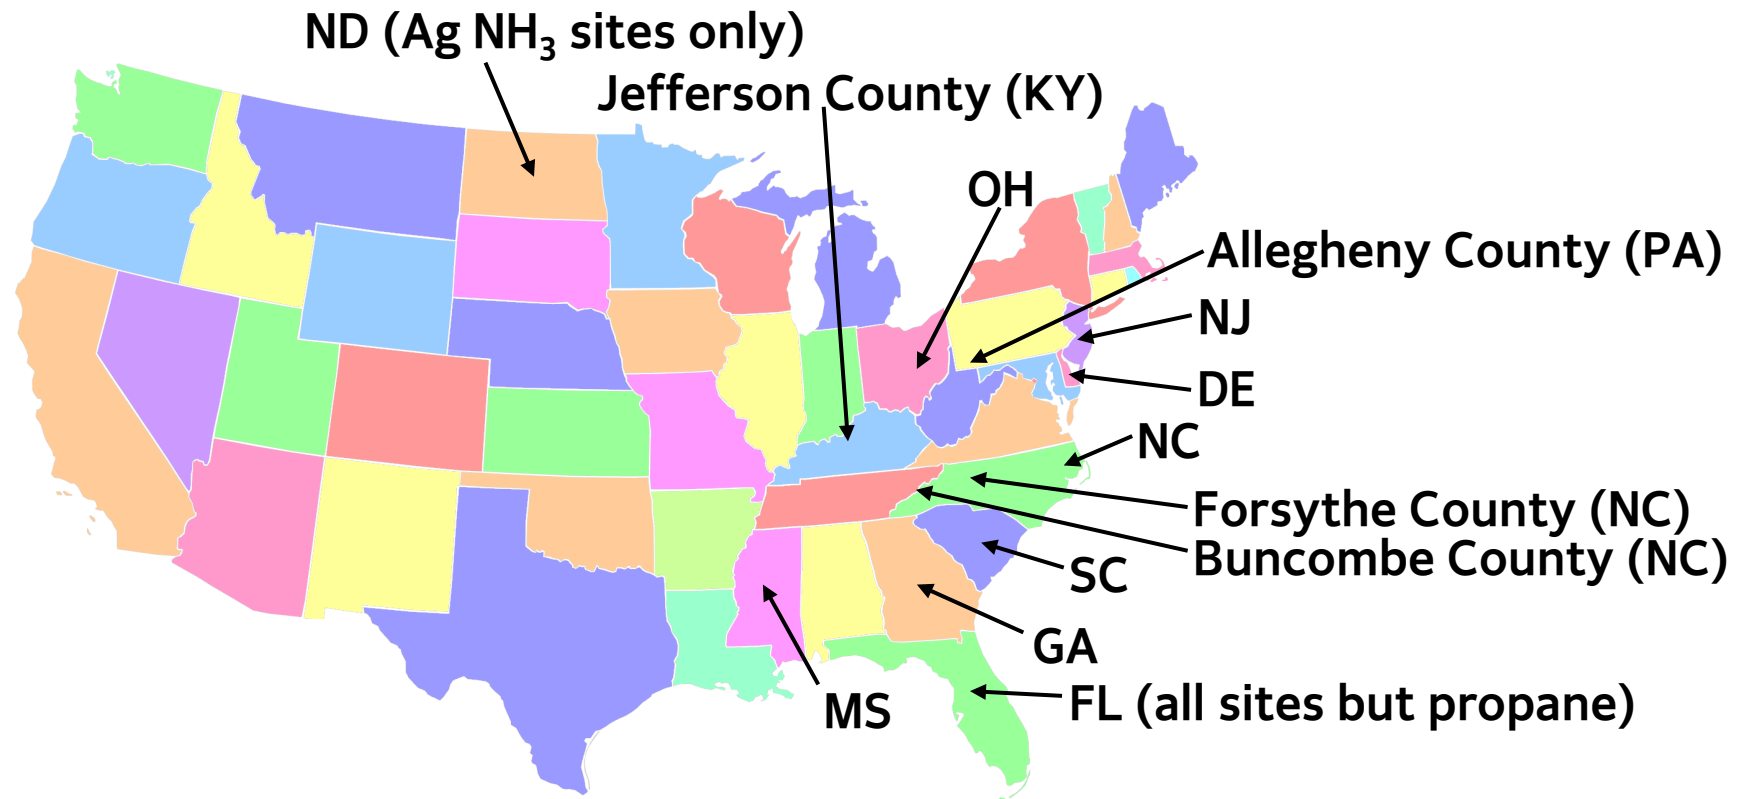 ND (Ag NH₃ sites only)
Jefferson County (KY)
OH
Allegheny County (PA)
NJ
DE
NC
Forsythe County (NC)
Buncombe County (NC)
SC
GA
FL (all sites but propane)
MS